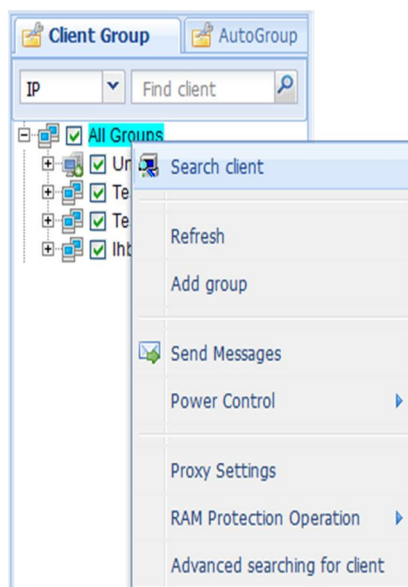 Client Group
AutoGroup
IP
Find client
All Groups
Search client
Refresh
Add group
Send Messages
Power Control
Proxy Settings
RAM Protection Operation
Advanced searching for client